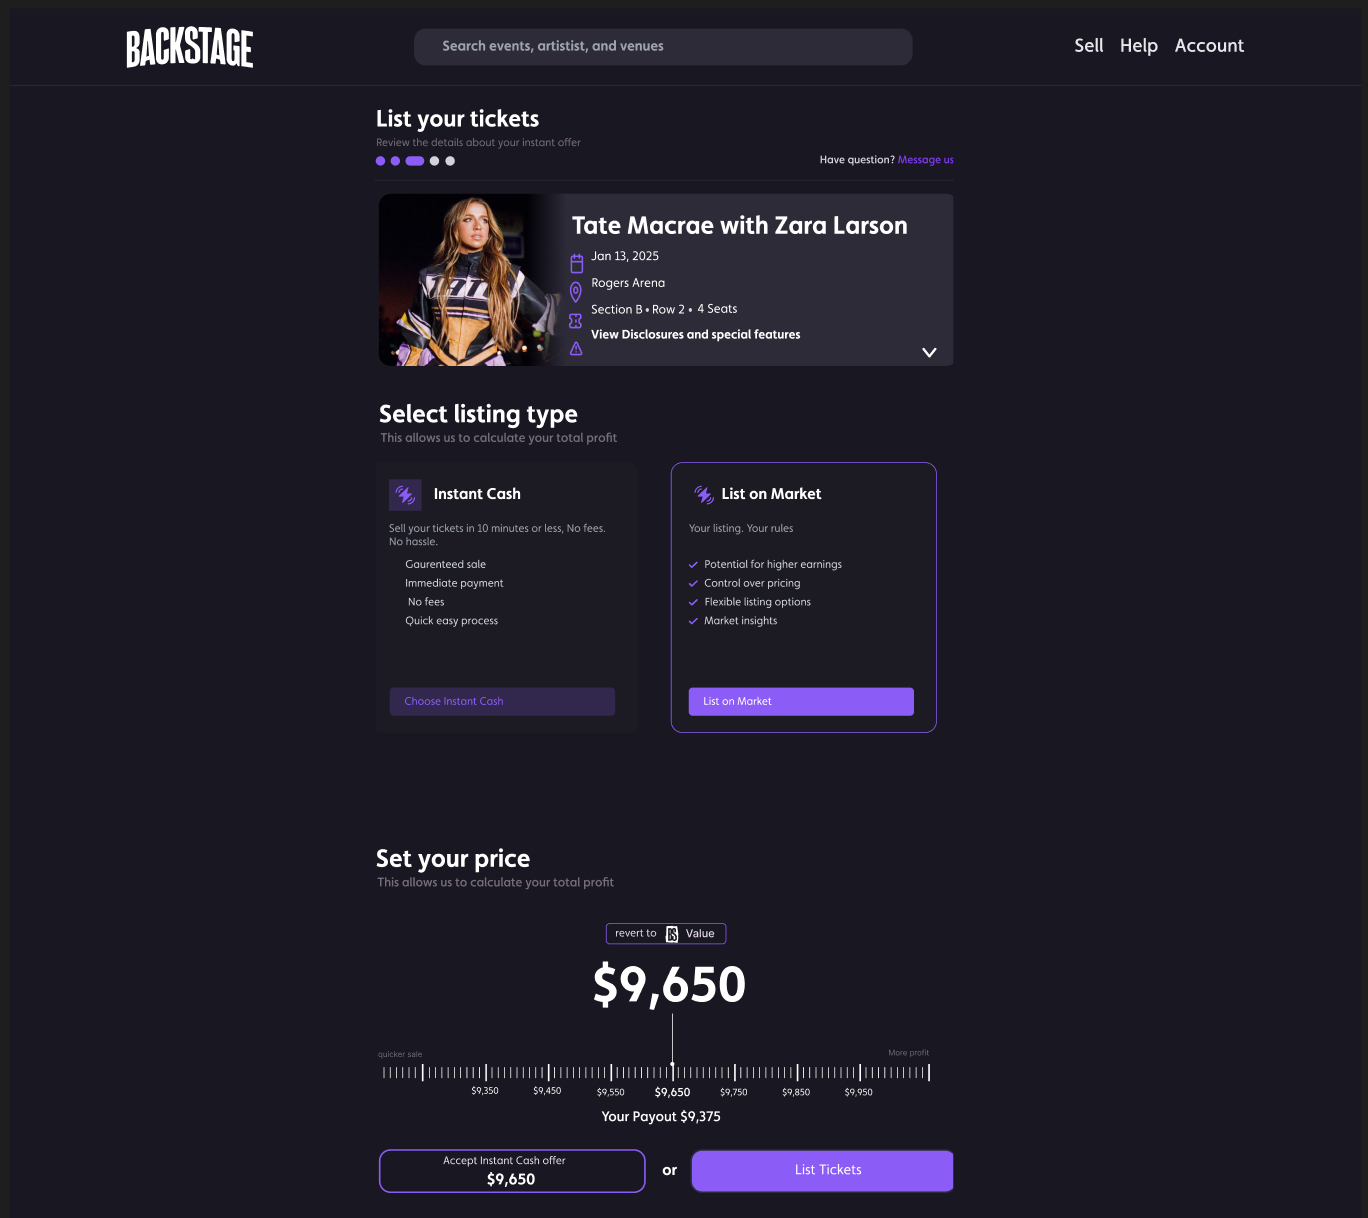 BACKSTAGE
Search events, artistist, and venues
Sell Help Account
List your tickets
Review the details about your instant offer
Have question? Message us
Tate Macrae with Zara Larson
Jan 13, 2025
Rogers Arena
Section B • Row 2 • 4 Seats
View Disclosures and special features
Select listing type
This allows us to calculate your total profit
Instant Cash
Sell your tickets in 10 minutes or less, No fees.
No hassle.
Gaurenteed sale
Immediate payment
No fees
Quick easy process
Choose Instant Cash
List on Market
Your listing. Your rules
Potential for higher earnings
Control over pricing
Flexible listing options
Market insights
List on Market
Set your price
This allows us to calculate your total profit
revert to BS Value
$9,650
quicker sale
More profit
$9,350 $9,450 $9,550 $9,650 $9,750 $9,850 $9,950
Your Payout $9,375
Accept Instant Cash offer
$9,650
or
List Tickets